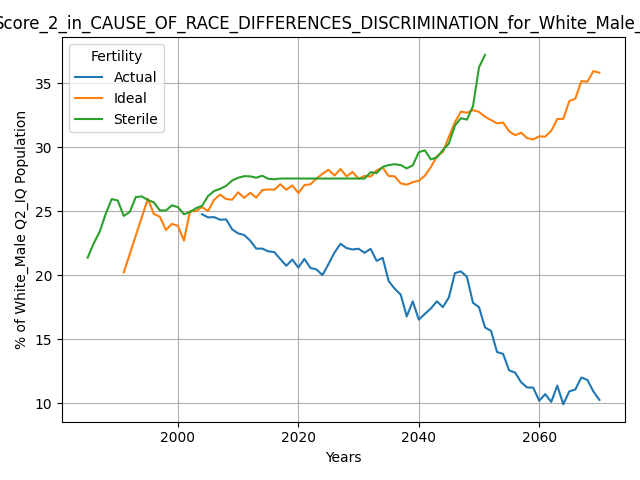 Score_2_in_CAUSE_OF_RACE_DIFFERENCES_DISCRIMINATION_for_White_Male_
Fertility
Actual
Ideal
Sterile
% of White_Male Q2_IQ Population
35
30
25
20
15
10
2000
2020
2040
2060
Years